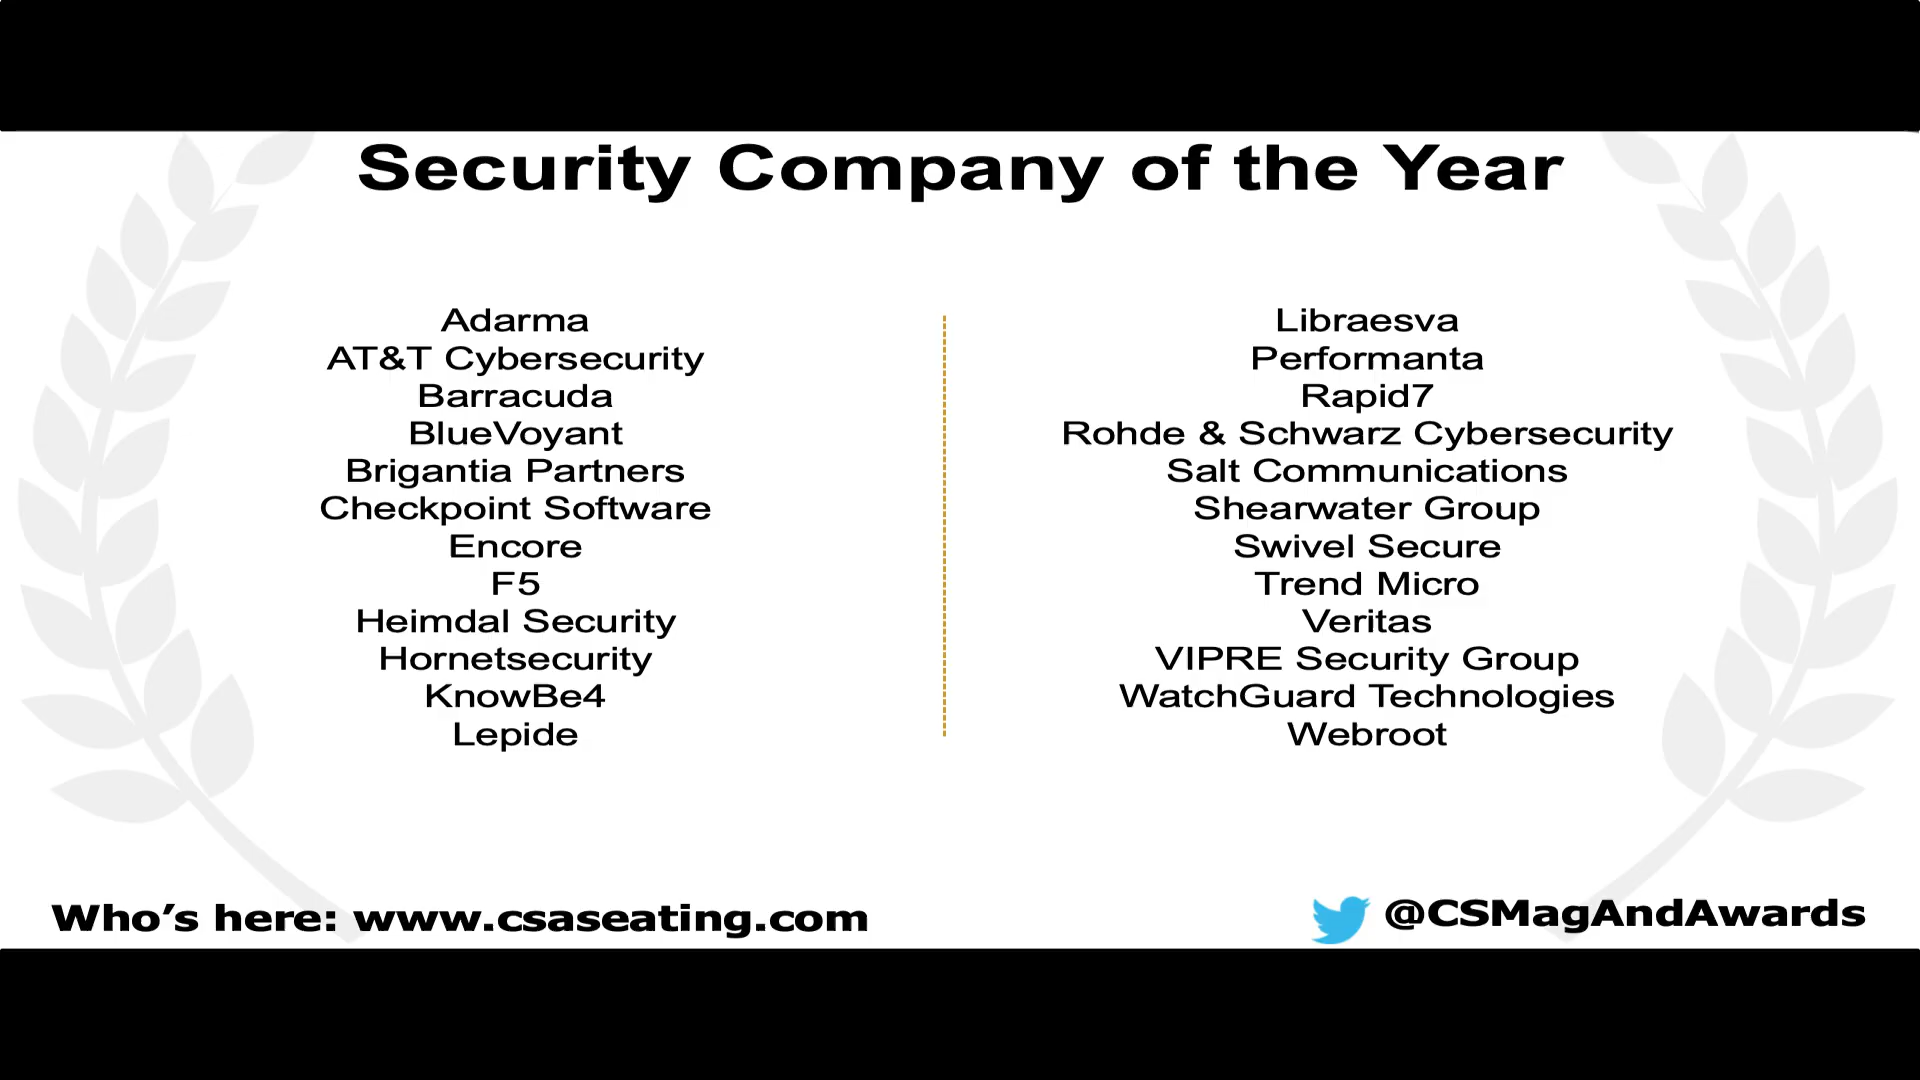 Security Company of the Year
Adarma
AT&T Cybersecurity
Barracuda
BlueVoyant
Brigantia Partners
Checkpoint Software
Encore
F5
Heimdal Security
Hornetsecurity
KnowBe4
Lepide
Libraesva
Performanta
Rapid7
Rohde & Schwarz Cybersecurity
Salt Communications
Shearwater Group
Swivel Secure
Trend Micro
Veritas
VIPRE Security Group
WatchGuard Technologies
Webroot
Who’s here: www.csaseating.com
@CSMagAndAwards